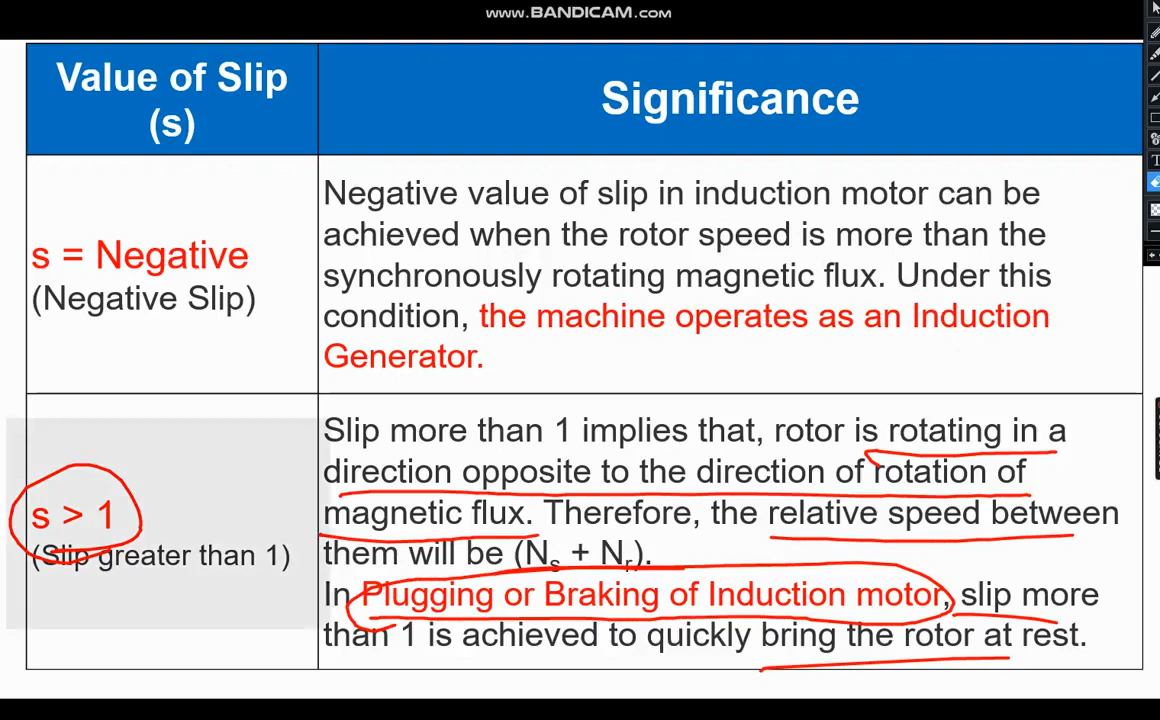 www.BANDICAM.com
Value of Slip
(s)
Significance
s = Negative
(Negative Slip)
Negative value of slip in induction motor can be
achieved when the rotor speed is more than the
synchronously rotating magnetic flux. Under this
condition, the machine operates as an Induction
Generator.
s > 1
(Slip greater than 1)
Slip more than 1 implies that, rotor is rotating in a
direction opposite to the direction of rotation of
magnetic flux. Therefore, the relative speed between
them will be (Ns + Nr).
In Plugging or Braking of Induction motor, slip more
than 1 is achieved to quickly bring the rotor at rest.